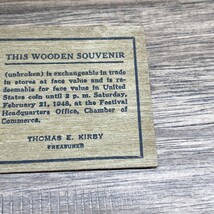 THIS WOODEN SOUVENIR
(unbroken) is exchangeable in trade
in stores at face value and is re-
deemable for face value in United
States coin until 2 p. m. Saturday,
February 21, 1948, at the Festival
Headquarters Office, Chamber of
Commerce.
THOMAS E. KIRBY
TREASURER